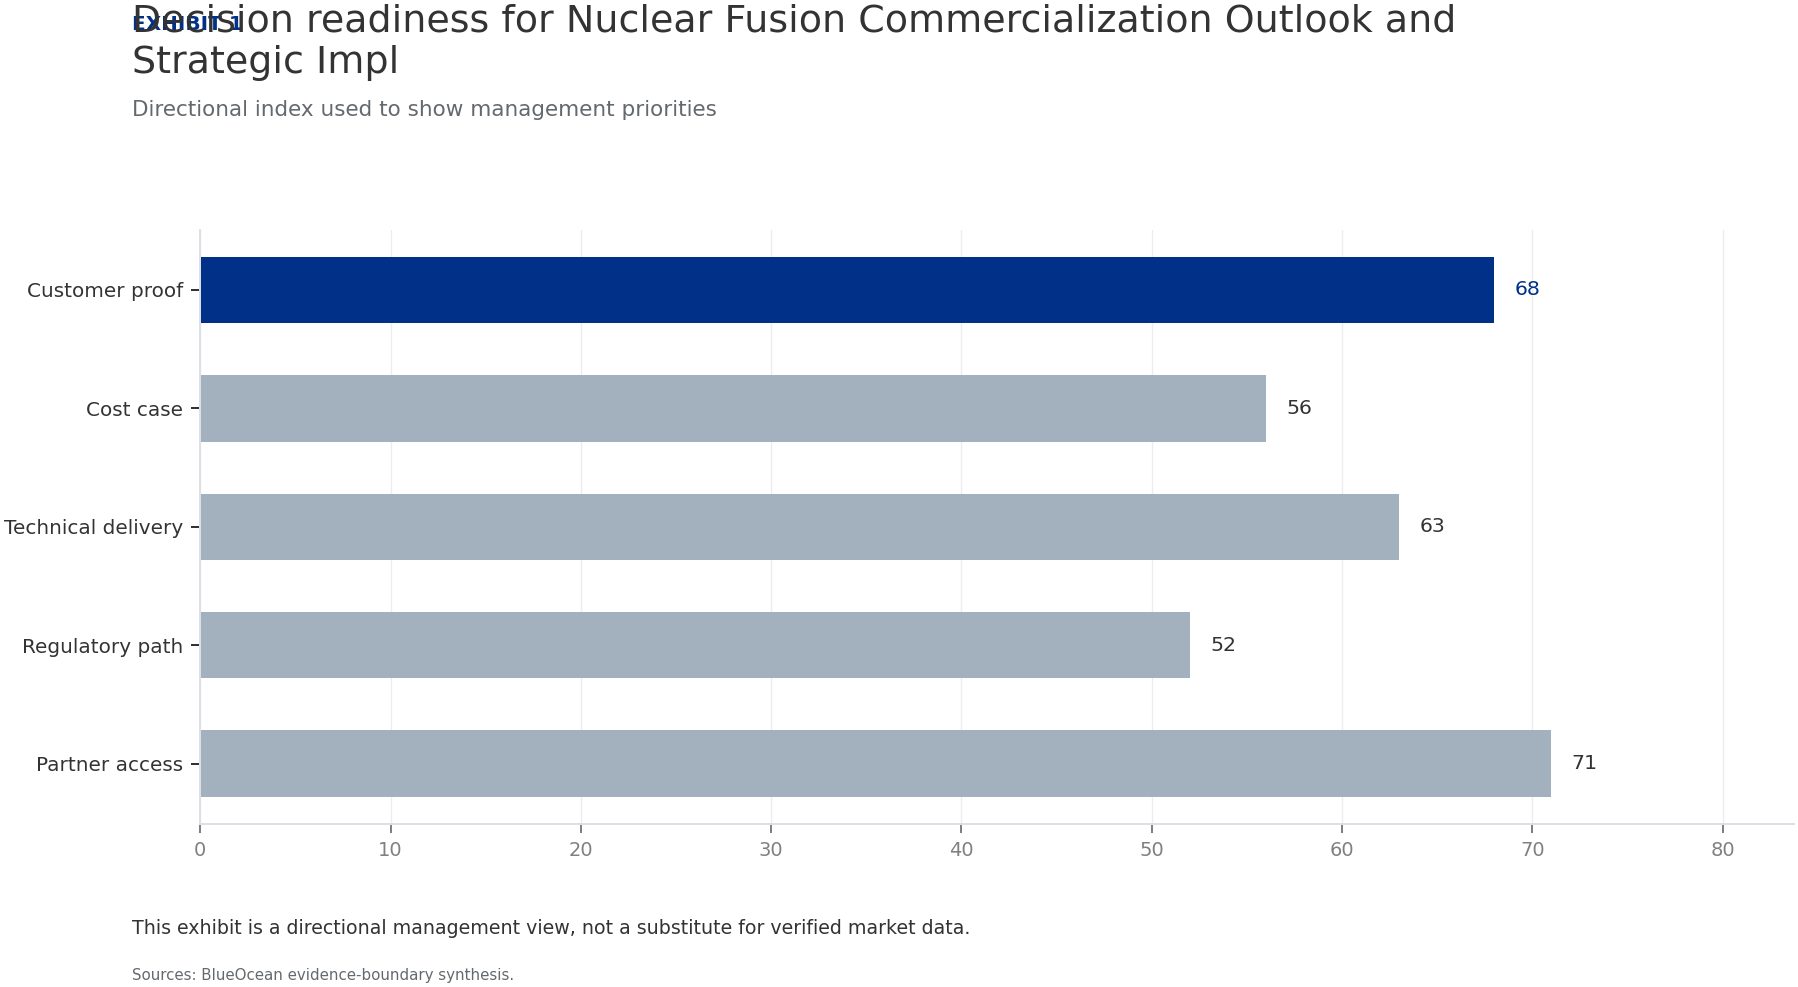 EXHIBIT 1
Decision readiness for Nuclear Fusion Commercialization Outlook and
Strategic Impl
Directional index used to show management priorities
Customer proof
68
Cost case
56
Technical delivery
63
Regulatory path
52
Partner access
71
0 10 20 30 40 50 60 70 80
This exhibit is a directional management view, not a substitute for verified market data.
Sources: BlueOcean evidence-boundary synthesis.